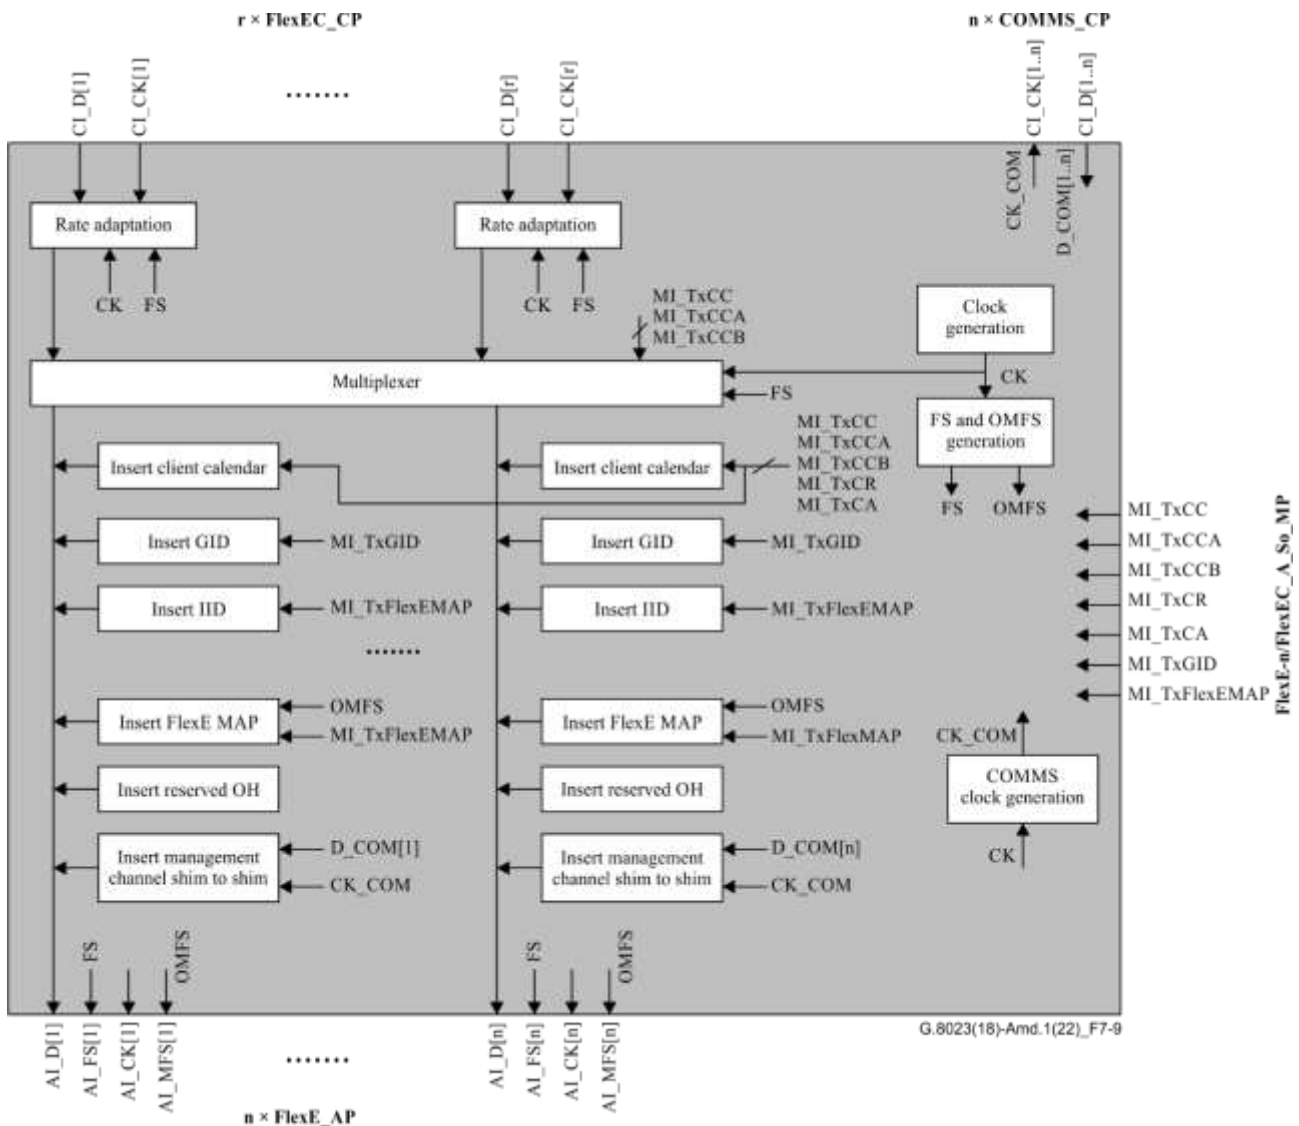 r × FlexEC_CP
n × COMMS_CP
CI_D[1]
CI_CK[1]
.......
CI_D[r]
CI_CK[r]
CI_CK[1..n]
CI_D[1..n]
CK_COM
D_COM[1..n]
Rate adaptation
Rate adaptation
CK
FS
CK
FS
MI_TxCC
MI_TxCCA
MI_TxCCB
Clock
generation
Multiplexer
CK
FS
FS and OMFS
generation
MI_TxCC
MI_TxCCA
MI_TxCCB
MI_TxCR
MI_TxCA
Insert client calendar
Insert client calendar
FS
OMFS
Insert GID
MI_TxGID
Insert GID
MI_TxGID
Insert IID
MI_TxFlexEMAP
Insert IID
MI_TxFlexEMAP
.......
MI_TxCC
MI_TxCCA
MI_TxCCB
MI_TxCR
MI_TxCA
MI_TxGID
MI_TxFlexEMAP
FlexE-n/FlexEC_A_So_MP
Insert FlexE MAP
OMFS
MI_TxFlexEMAP
Insert FlexE MAP
OMFS
MI_TxFlexMAP
CK_COM
COMMS
clock generation
CK
Insert reserved OH
Insert reserved OH
Insert management
channel shim to shim
D_COM[1]
CK_COM
Insert management
channel shim to shim
D_COM[n]
CK_COM
FS
OMFS
FS
OMFS
G.8023(18)-Amd.1(22)_F7-9
AI_D[1]
AI_FS[1]
AI_CK[1]
AI_MFS[1]
.......
AI_D[n]
AI_FS[n]
AI_CK[n]
AI_MFS[n]
n × FlexE_AP